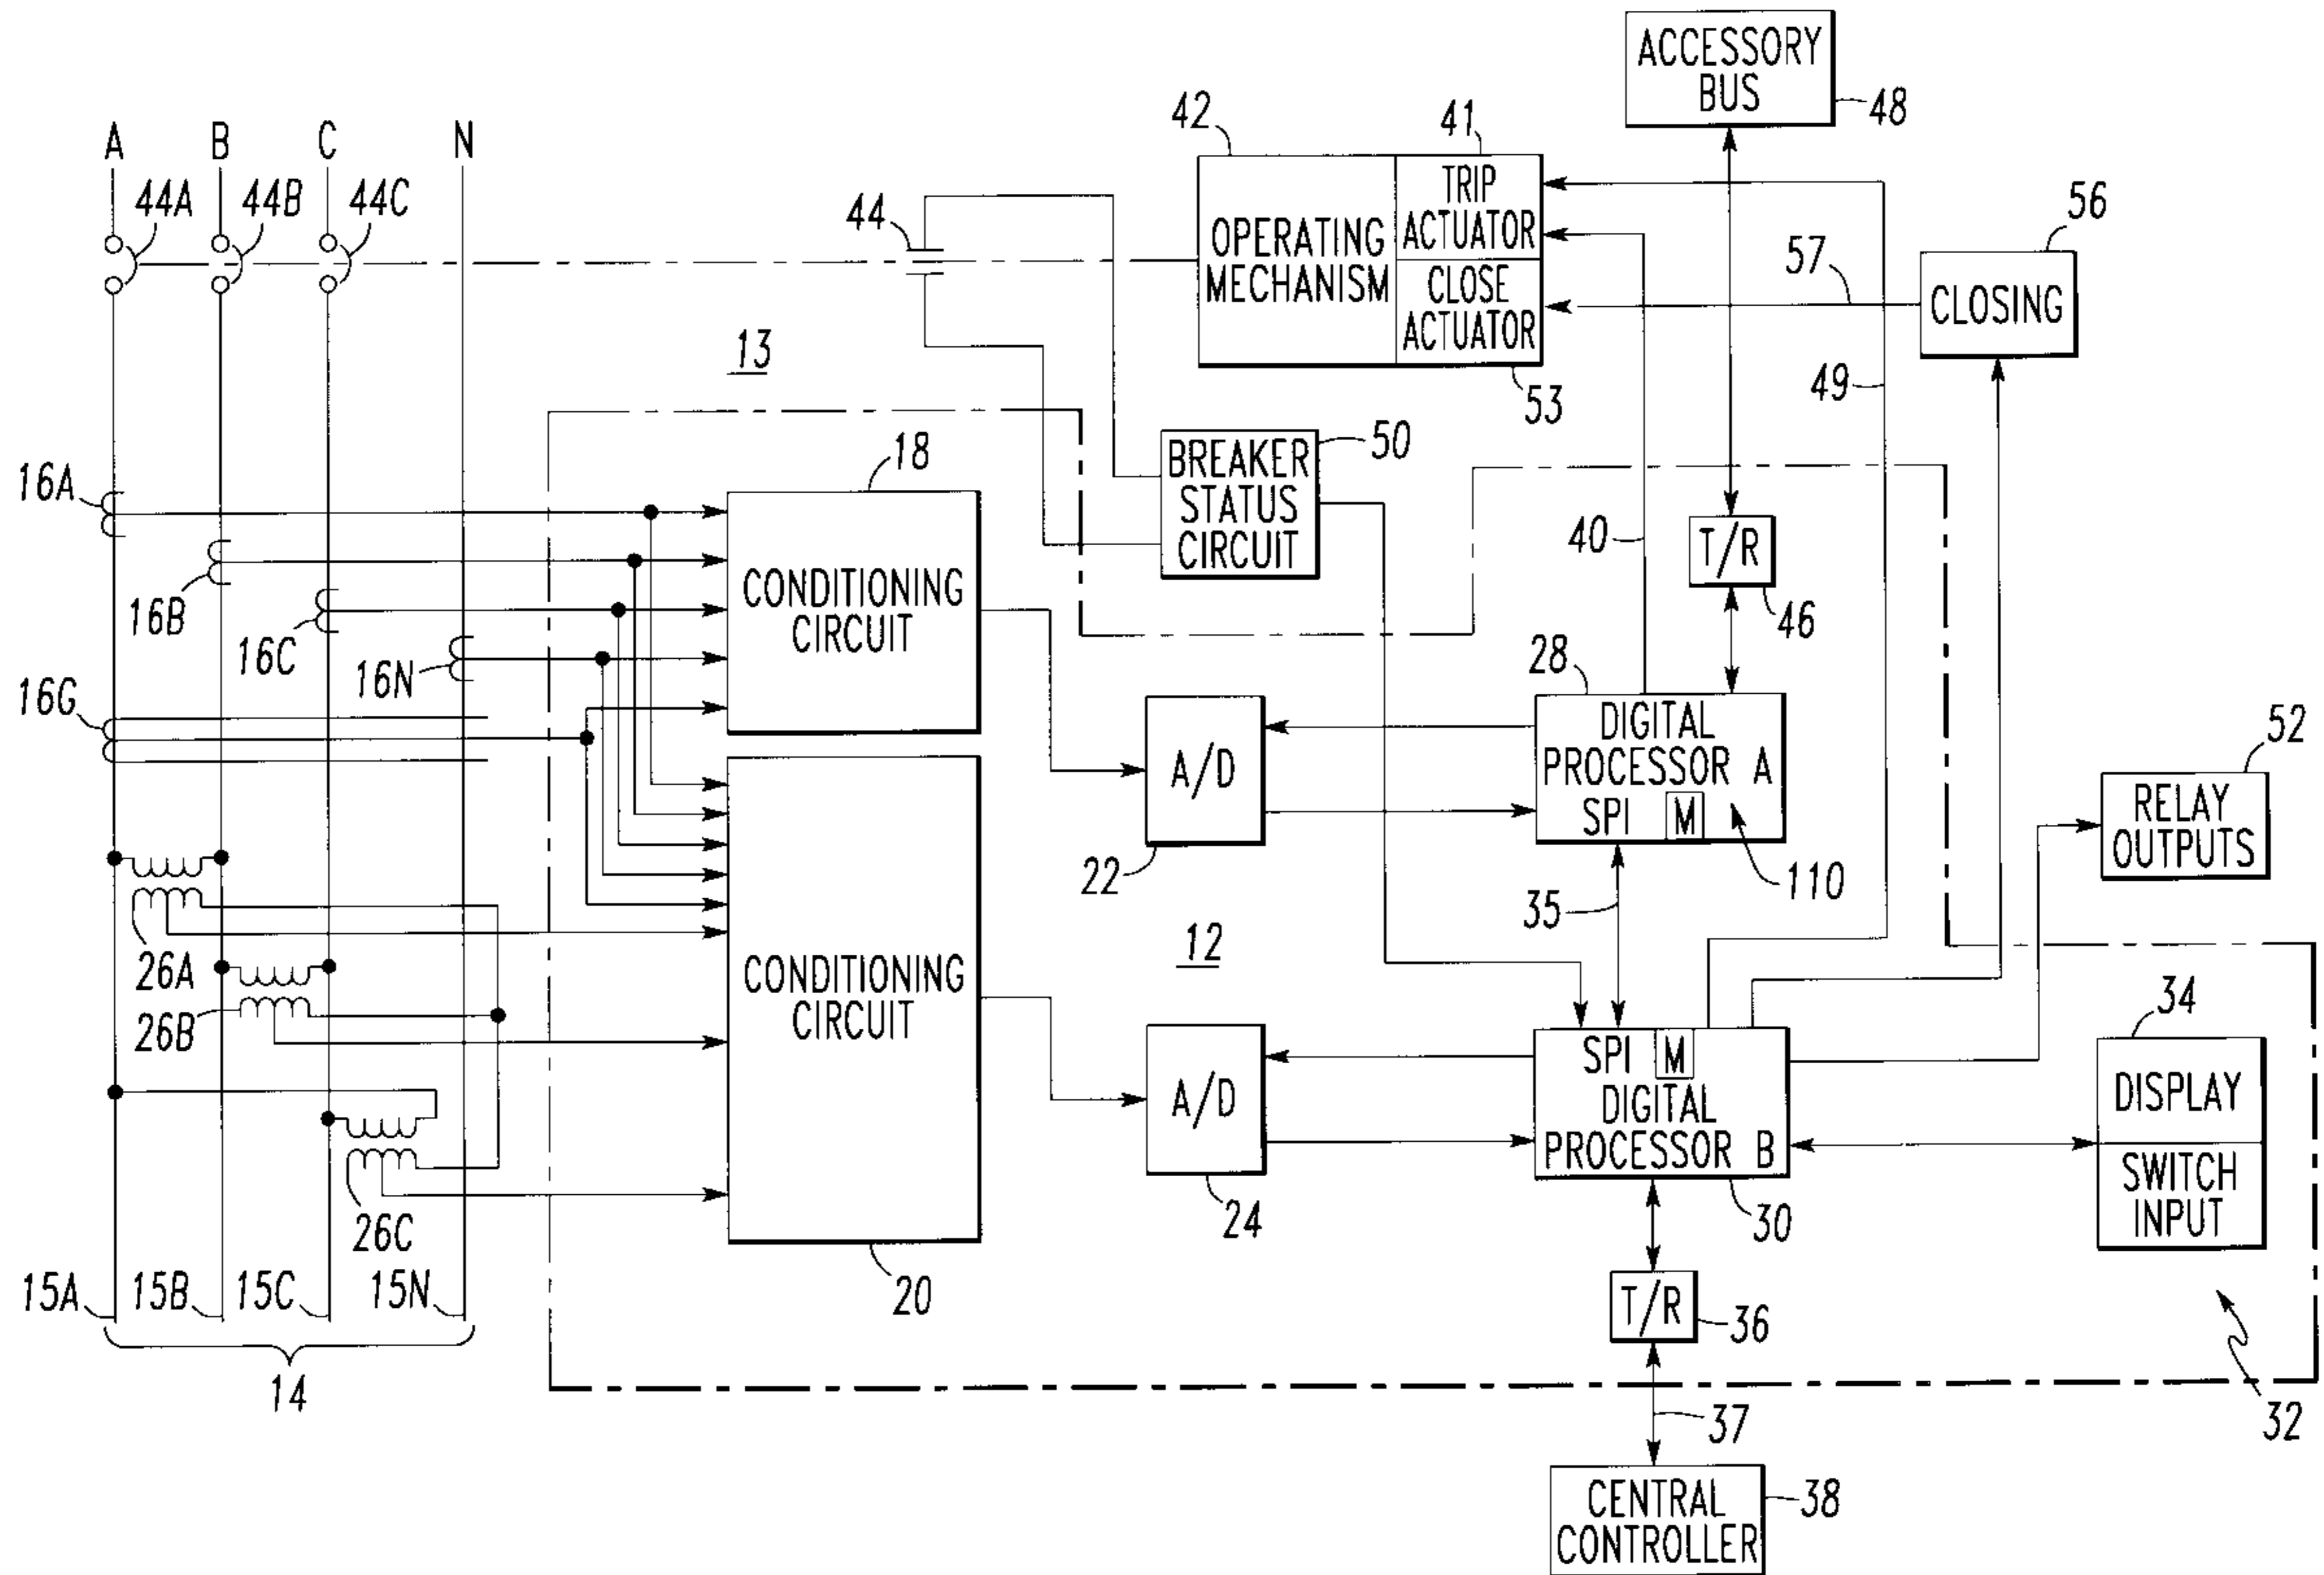 ACCESSORY
BUS
48
A
B
C
N
44A
44B
44C
44
42
41
OPERATING
MECHANISM
TRIP
ACTUATOR
CLOSE
ACTUATOR
53
56
57
CLOSING
49
13
18
50
BREAKER
STATUS
CIRCUIT
16A
16B
16C
16N
16G
CONDITIONING
CIRCUIT
40
T/R
46
28
DIGITAL
PROCESSOR A
SPI M
110
A/D
22
35
52
RELAY
OUTPUTS
12
26A
26B
26C
CONDITIONING
CIRCUIT
20
A/D
24
SPI M
DIGITAL
PROCESSOR B
30
34
DISPLAY
SWITCH
INPUT
15A
15B
15C
15N
14
T/R
36
37
32
CENTRAL
CONTROLLER
38